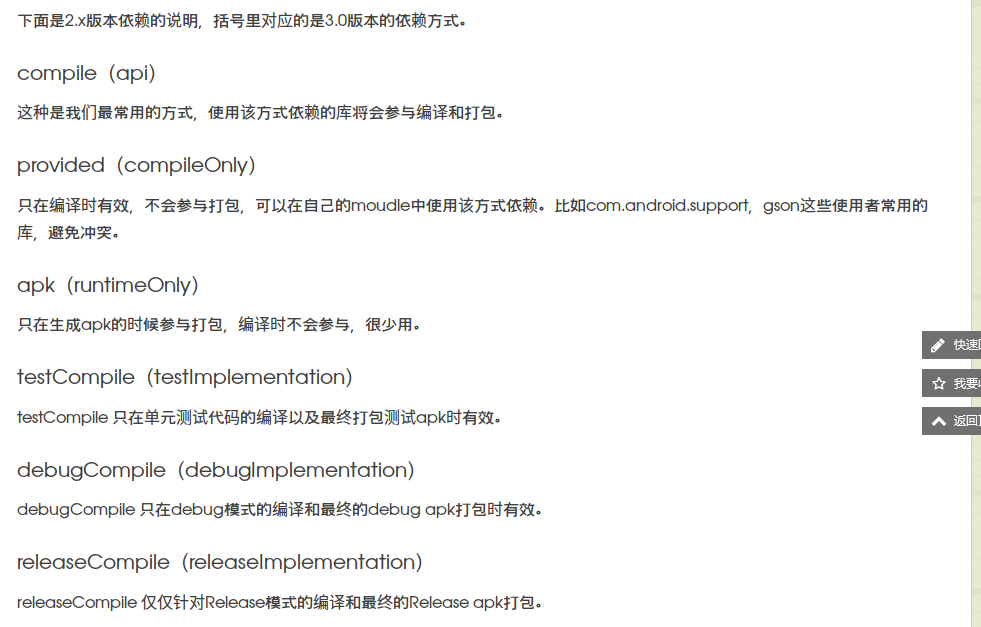 下面是2.x版本依赖的说明，括号里对应的是3.0版本的依赖方式。
compile（api）
这种是我们最常用的方式，使用该方式依赖的库将会参与编译和打包。
provided（compileOnly）
只在编译时有效，不会参与打包，可以在自己的moudle中使用该方式依赖。比如com.android.support，gson这些使用者常用的
库，避免冲突。
apk（runtimeOnly）
只在生成apk的时候参与打包，编译时不会参与，很少用。
快速
testCompile（testImplementation）
我要
testCompile 只在单元测试代码的编译以及最终打包测试apk时有效。
返回
debugCompile（debugImplementation）
debugCompile 只在debug模式的编译和最终的debug apk打包时有效。
releaseCompile（releaseImplementation）
releaseCompile 仅仅针对Release模式的编译和最终的Release apk打包。